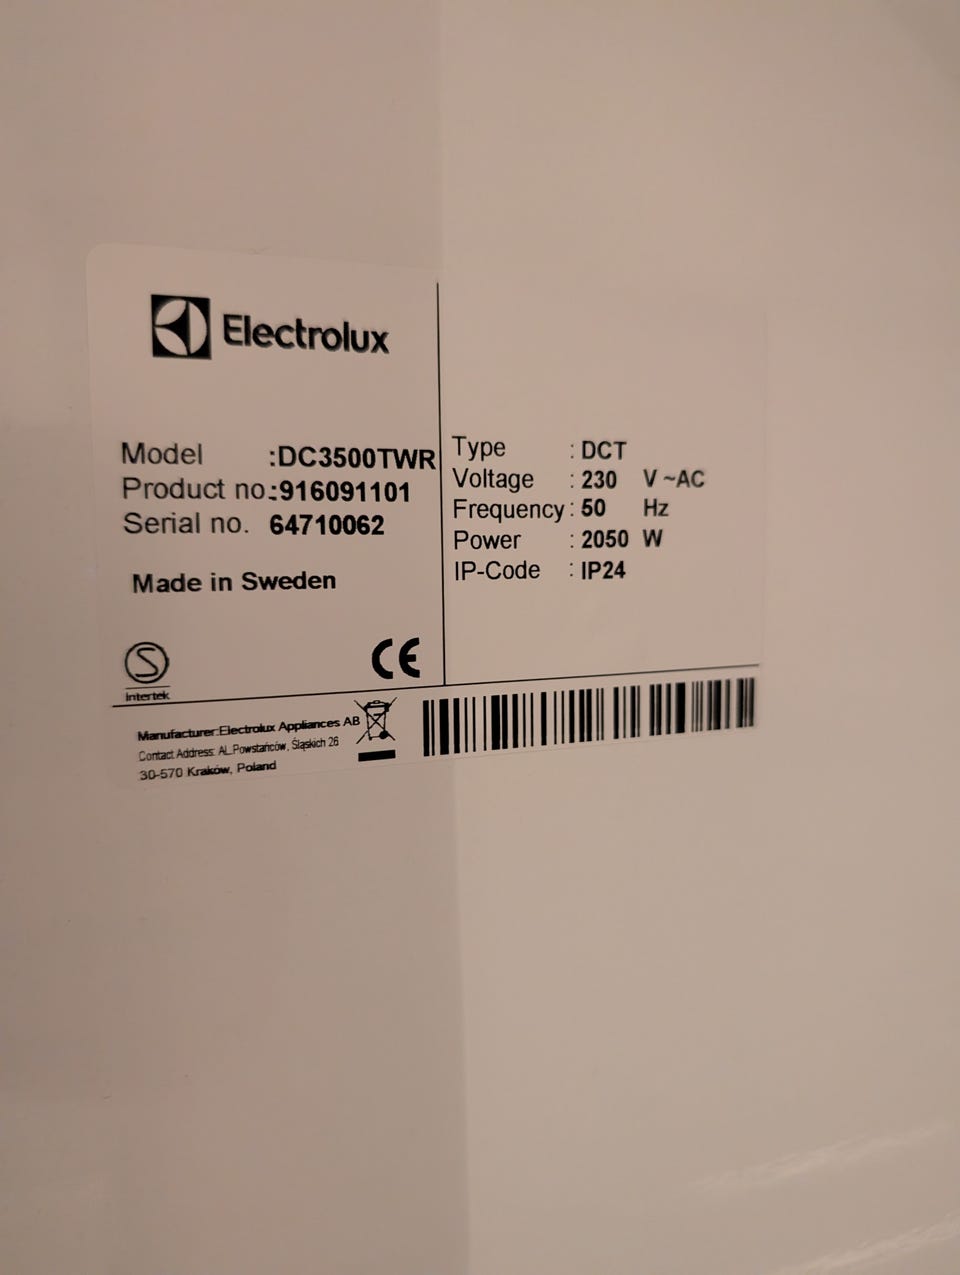 Electrolux
Model :DC3500TWR
Product no.:916091101
Serial no. 64710062
Made in Sweden
S
Intertek
CE
Type : DCT
Voltage : 230 V ~AC
Frequency : 50 Hz
Power : 2050 W
IP-Code : IP24
Manufacturer:Electrolux Appliances AB
Contact Address: AL.Powstańców, Śląskich 26
30-570 Kraków, Poland